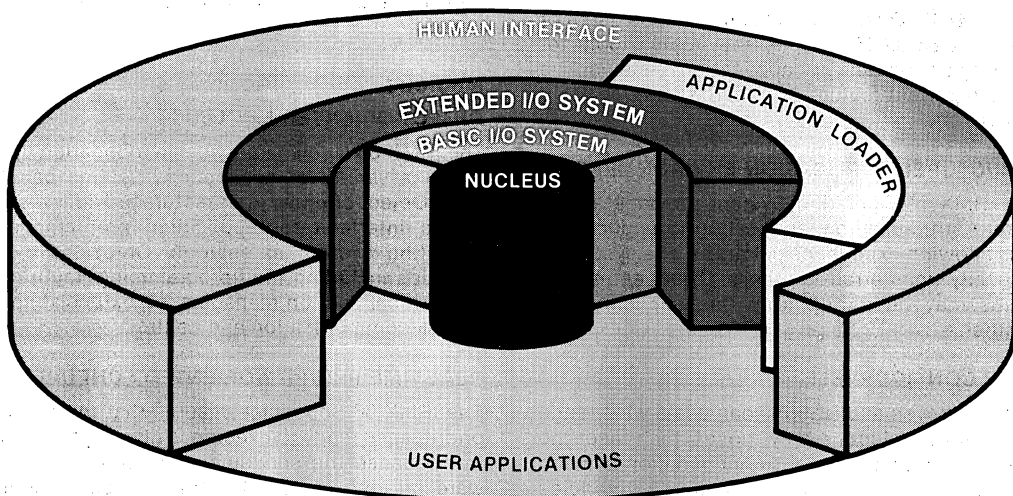 HUMAN INTERFACE
APPLICATION LOADER
EXTENDED I/O SYSTEM
BASIC I/O SYSTEM
NUCLEUS
USER APPLICATIONS